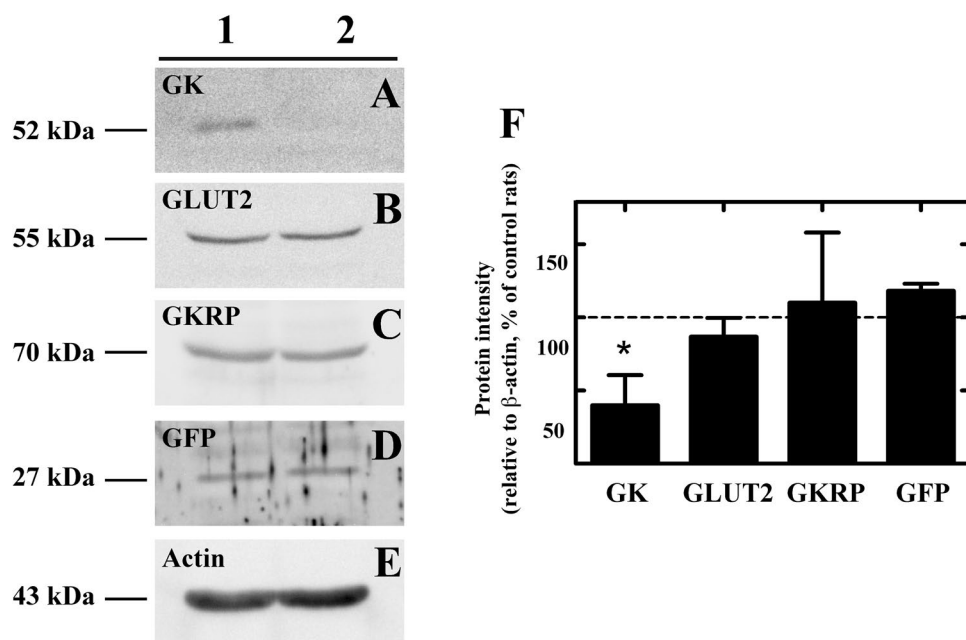 1 2
GK A
52 kDa
GLUT2 B
55 kDa
GKRP C
70 kDa
GFP D
27 kDa
Actin E
43 kDa
F
Protein intensity
(relative to β-actin, % of control rats)
150
100
50
*
GK GLUT2 GKRP GFP